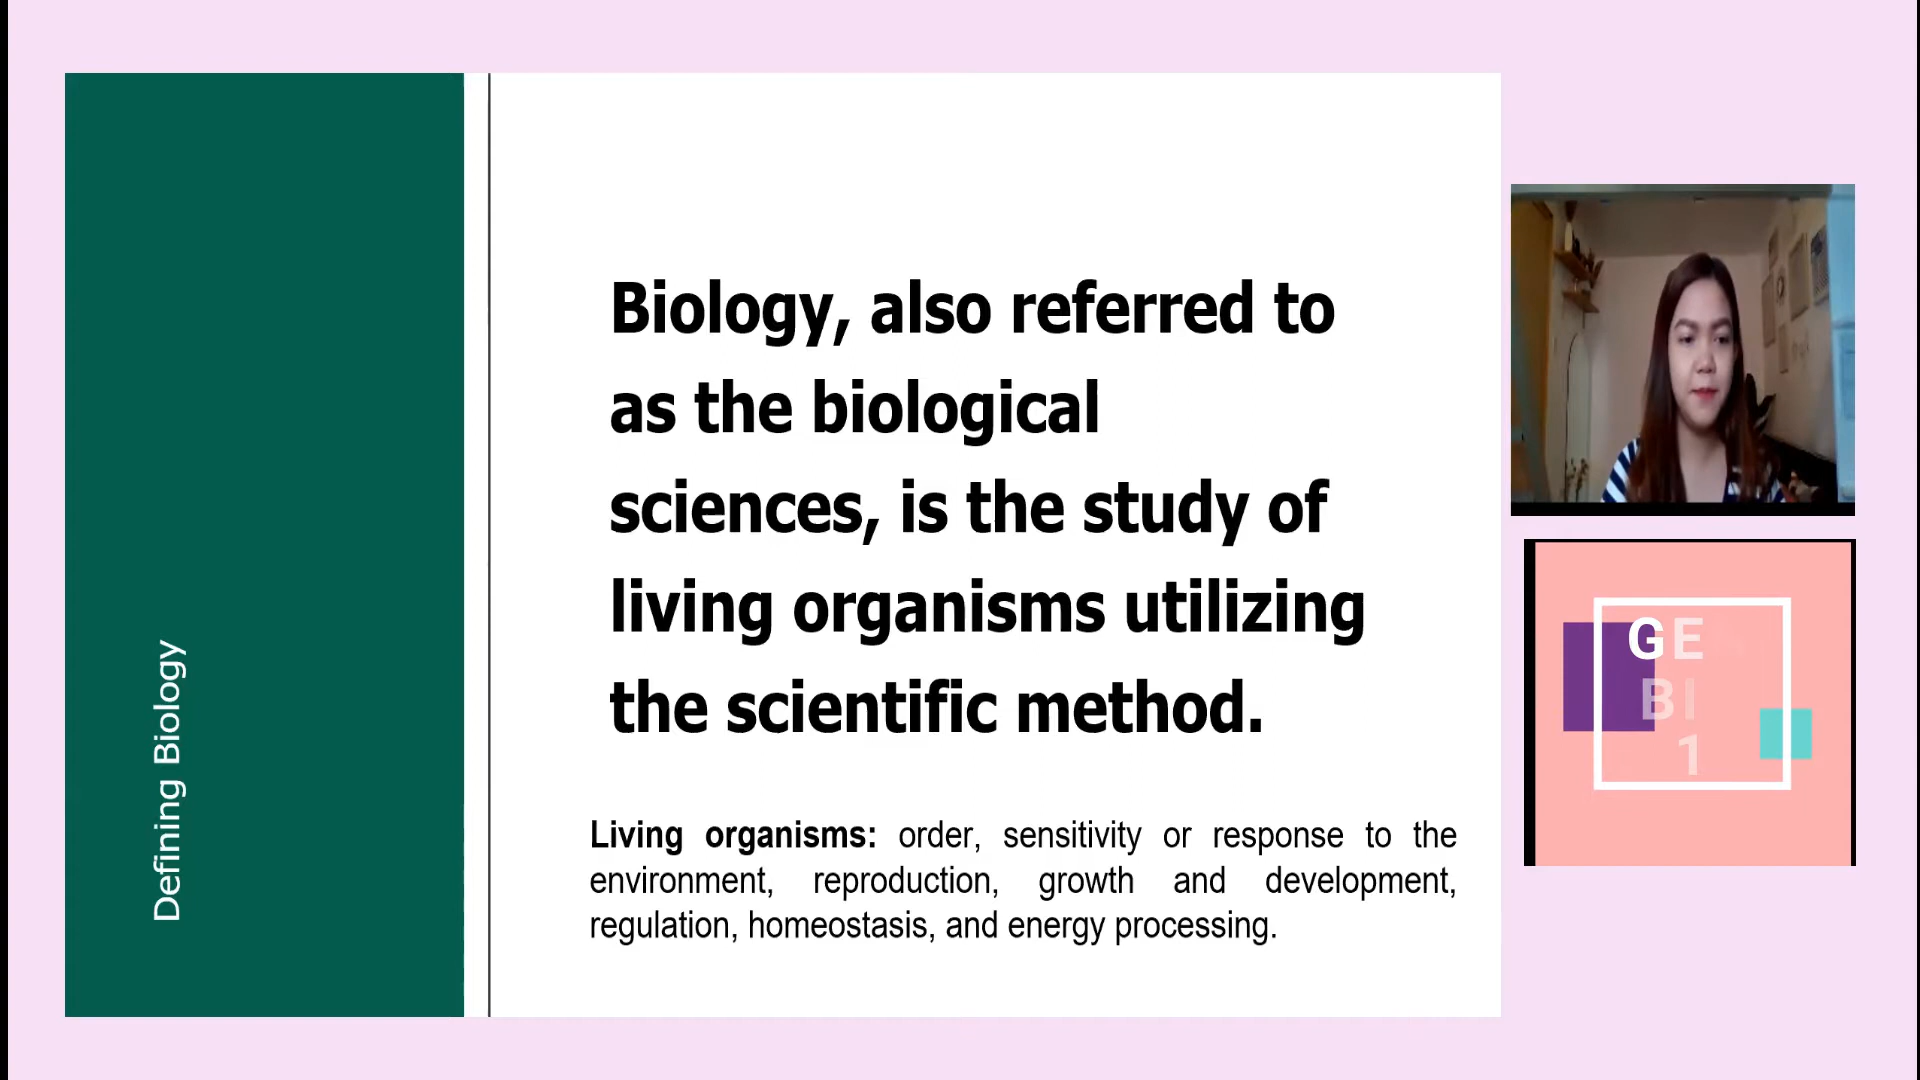 Defining Biology
Biology, also referred to
as the biological
sciences, is the study of
living organisms utilizing
the scientific method.
Living organisms: order, sensitivity or response to the
environment, reproduction, growth and development,
regulation, homeostasis, and energy processing.
GE
BI
1